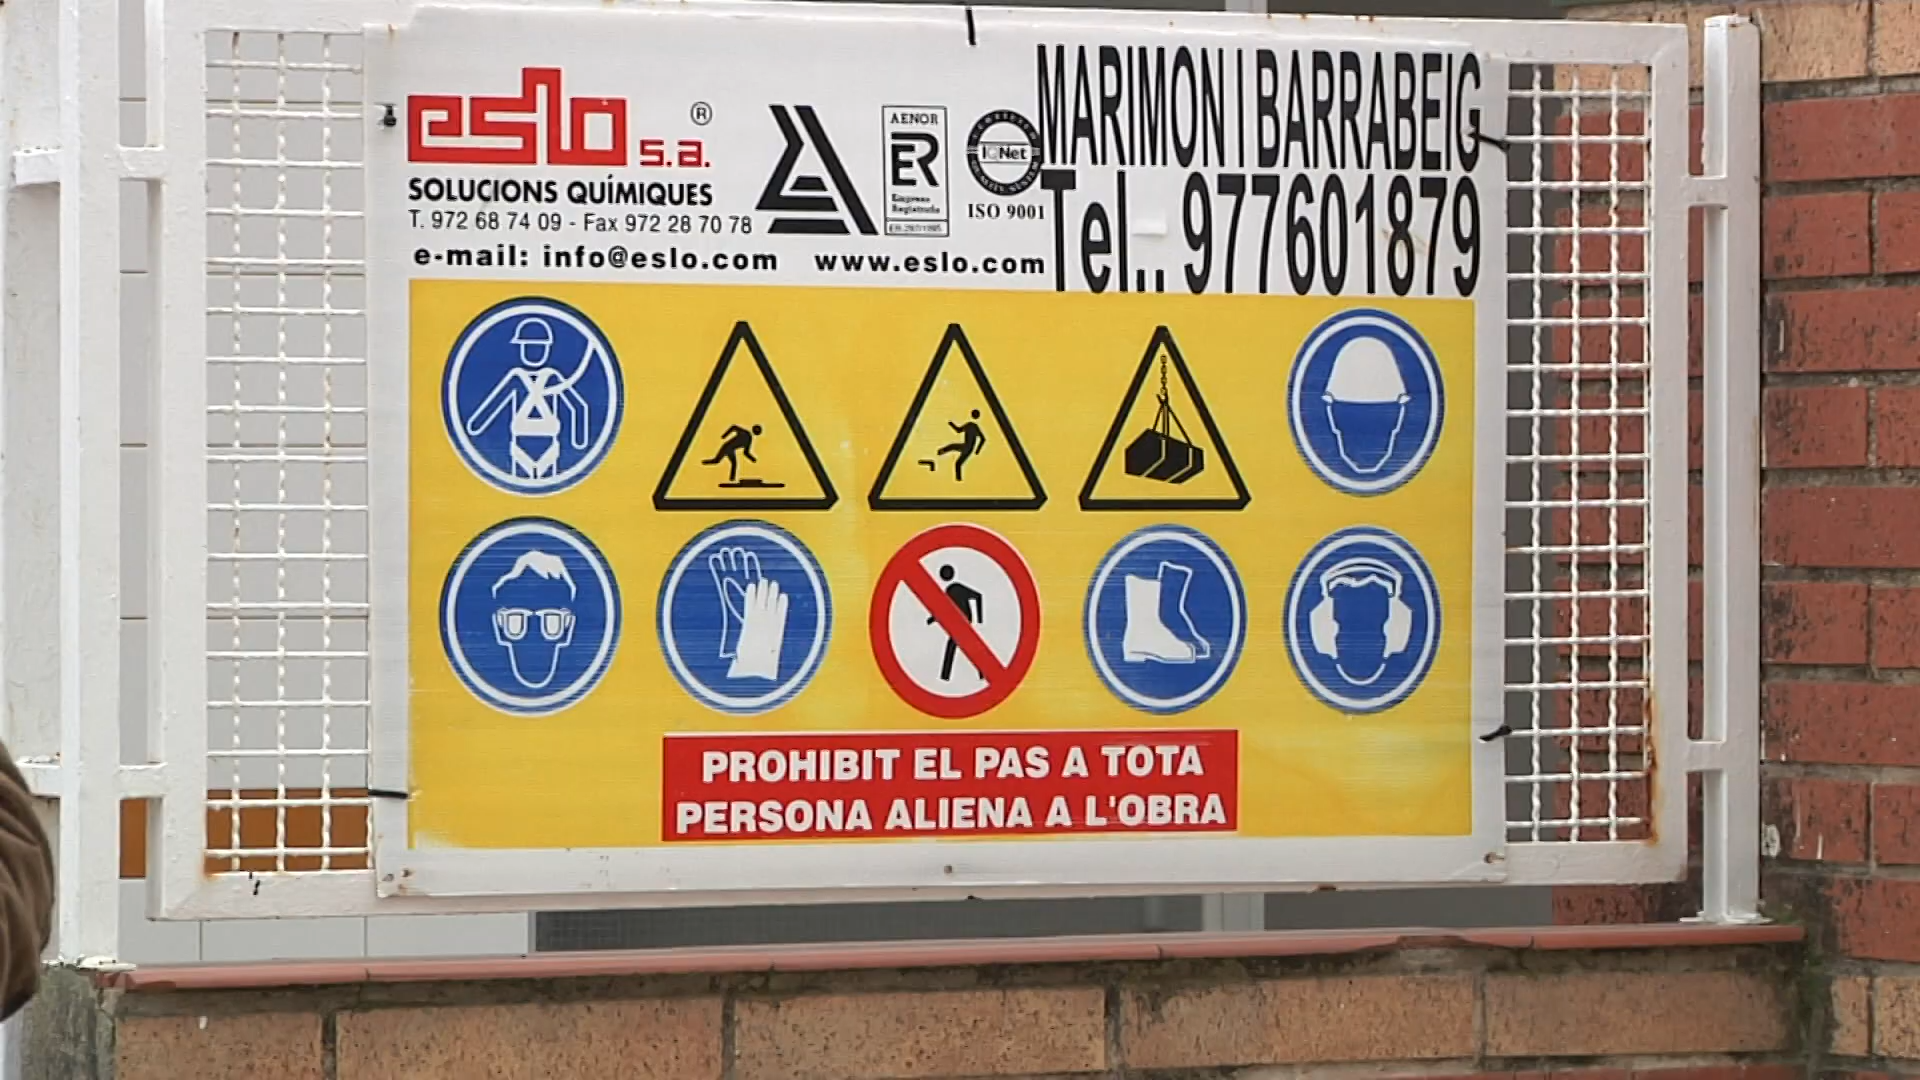 eslo s.a. ®
SOLUCIONS QUÍMIQUES
T. 972 68 74 09 - Fax 972 28 70 78
e-mail: info@eslo.com www.eslo.com
AENOR
ER
Empresa
Registrada
IQNet
ISO 9001
MARIMON I BARRABEIG
Tel.. 977601879
PROHIBIT EL PAS A TOTA
PERSONA ALIENA A L'OBRA